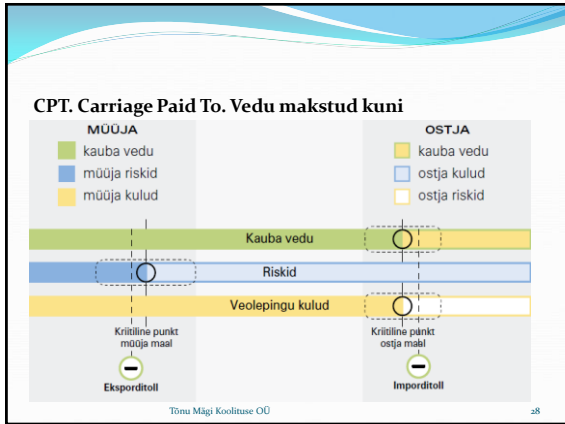 CPT. Carriage Paid To. Vedu makstud kuni
MÜÜJA
kauba vedu
müüja riskid
müüja kulud
OSTJA
kauba vedu
ostja kulud
ostja riskid
Kauba vedu
Riskid
Veolepingu kulud
Kriitiline punkt
müüja maal
Eksporditoll
Kriitiline punkt
ostja maal
Imporditoll
Tõnu Mägi Koolituse OÜ
28